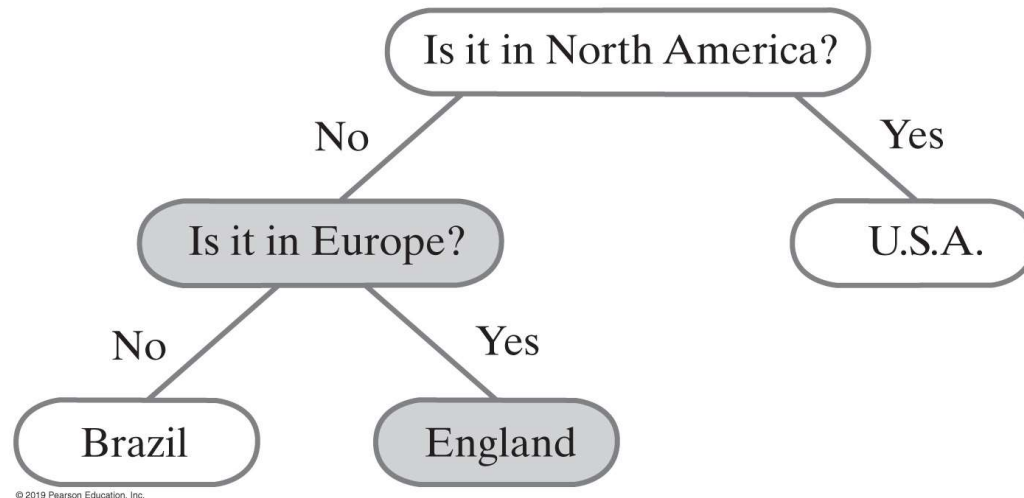 Is it in North America?
No
Yes
Is it in Europe?
U.S.A.
No
Yes
Brazil
England
© 2019 Pearson Education, Inc.